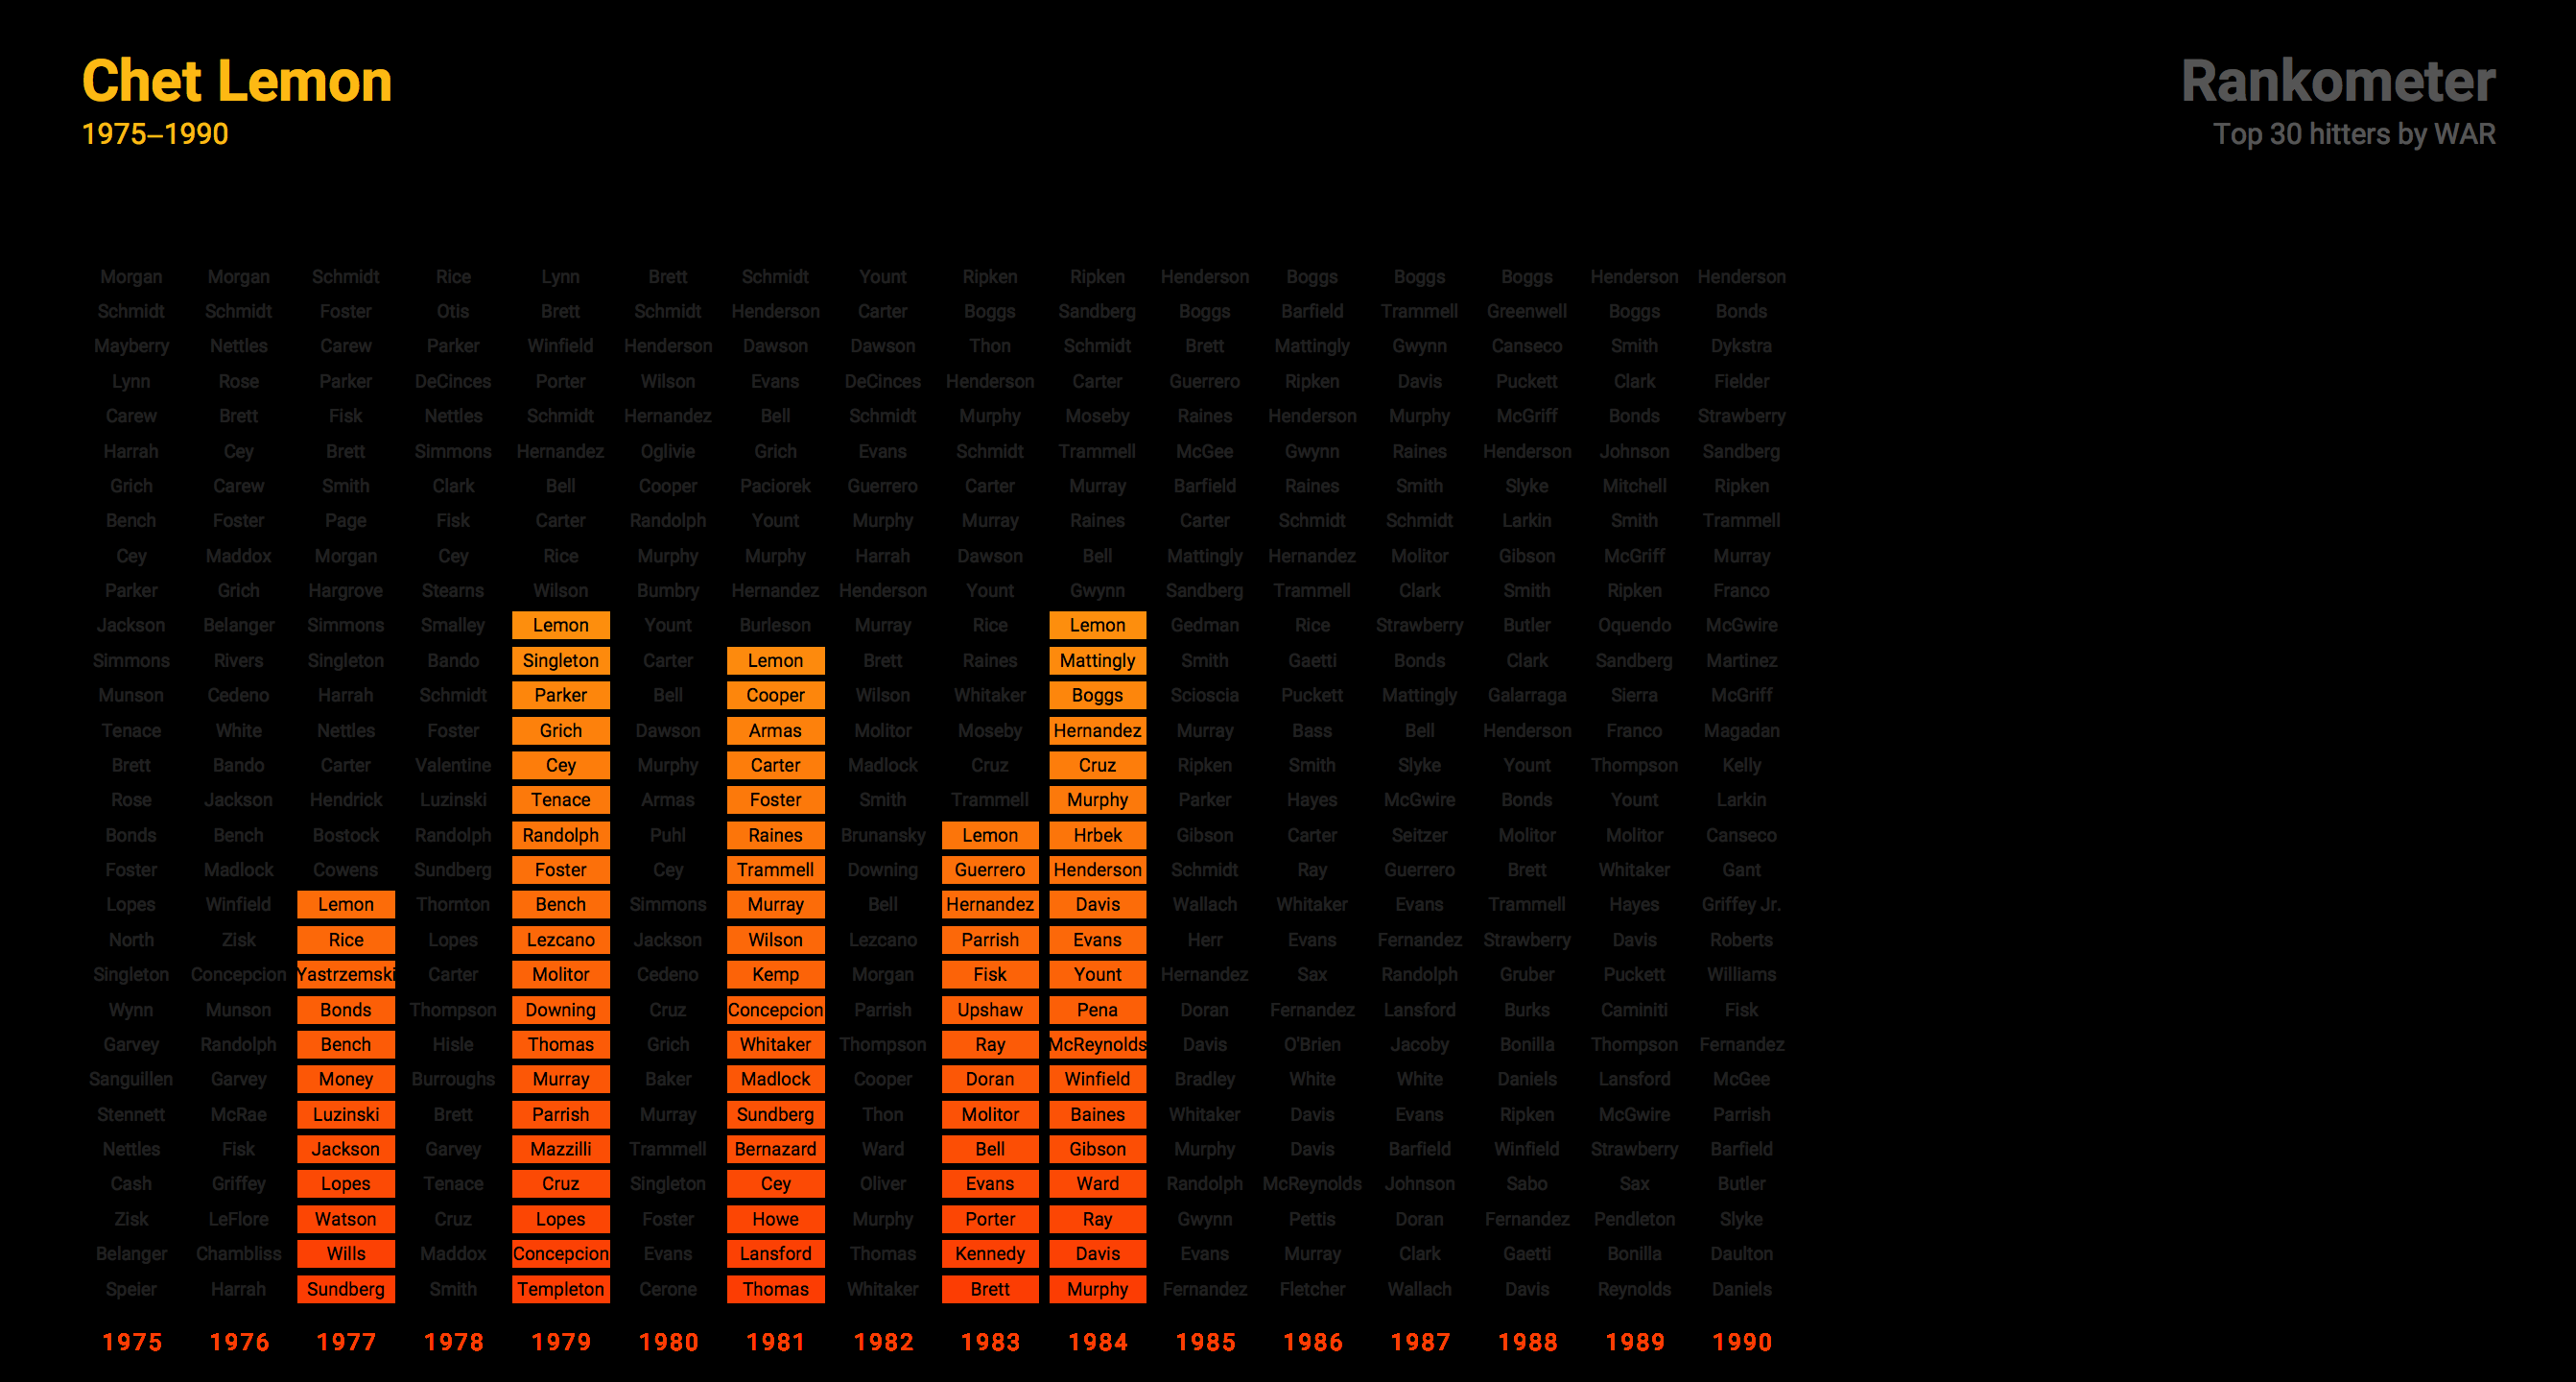 Chet Lemon
1975–1990
Rankometer
Top 30 hitters by WAR
Morgan Morgan Schmidt Rice Lynn Brett Schmidt Yount Ripken Ripken Henderson Boggs Boggs Boggs Henderson Henderson
Schmidt Schmidt Foster Otis Brett Schmidt Henderson Carter Boggs Sandberg Boggs Barfield Trammell Greenwell Boggs Bonds
Mayberry Nettles Carew Parker Winfield Henderson Dawson Dawson Thon Schmidt Brett Mattingly Gwynn Canseco Smith Dykstra
Lynn Rose Parker DeCinces Porter Wilson Evans DeCinces Henderson Carter Guerrero Ripken Davis Puckett Clark Fielder
Carew Brett Fisk Nettles Schmidt Hernandez Bell Schmidt Murphy Moseby Raines Henderson Murphy McGriff Bonds Strawberry
Harrah Cey Brett Simmons Hernandez Oglivie Grich Evans Schmidt Trammell McGee Gwynn Raines Henderson Johnson Sandberg
Grich Carew Smith Clark Bell Cooper Paciorek Guerrero Carter Murray Barfield Raines Smith Slyke Mitchell Ripken
Bench Foster Page Fisk Carter Randolph Yount Murphy Murray Raines Carter Schmidt Schmidt Larkin Smith Trammell
Cey Maddox Morgan Cey Rice Murphy Murphy Harrah Dawson Bell Mattingly Hernandez Molitor Gibson McGriff Murray
Parker Grich Hargrove Stearns Wilson Bumbry Hernandez Henderson Yount Gwynn Sandberg Trammell Clark Smith Ripken Franco
Jackson Belanger Simmons Smalley Lemon Yount Burleson Murray Rice Lemon Gedman Rice Strawberry Butler Oquendo McGwire
Simmons Rivers Singleton Bando Singleton Carter Lemon Brett Raines Mattingly Smith Gaetti Bonds Clark Sandberg Martinez
Munson Cedeno Harrah Schmidt Parker Bell Cooper Wilson Whitaker Boggs Scioscia Puckett Mattingly Galarraga Sierra McGriff
Tenace White Nettles Foster Grich Dawson Armas Molitor Moseby Hernandez Murray Bass Bell Henderson Franco Magadan
Brett Bando Carter Valentine Cey Murphy Carter Madlock Cruz Cruz Ripken Smith Slyke Yount Thompson Kelly
Rose Jackson Hendrick Luzinski Tenace Armas Foster Smith Trammell Murphy Parker Hayes McGwire Bonds Yount Larkin
Bonds Bench Bostock Randolph Randolph Puhl Raines Brunansky Lemon Hrbek Gibson Carter Seitzer Molitor Molitor Canseco
Foster Madlock Cowens Sundberg Foster Cey Trammell Downing Guerrero Henderson Schmidt Ray Guerrero Brett Whitaker Gant
Lopes Winfield Lemon Thornton Bench Simmons Murray Bell Hernandez Davis Wallach Whitaker Evans Trammell Hayes Griffey Jr.
North Zisk Rice Lopes Lezcano Jackson Wilson Lezcano Parrish Evans Herr Evans Fernandez Strawberry Davis Roberts
Singleton Concepcion Yastrzemski Carter Molitor Cedeno Kemp Morgan Fisk Yount Hernandez Sax Randolph Gruber Puckett Williams
Wynn Munson Bonds Thompson Downing Cruz Concepcion Parrish Upshaw Pena Doran Fernandez Lansford Burks Caminiti Fisk
Garvey Randolph Bench Hisle Thomas Grich Whitaker Thompson Ray McReynolds Davis O'Brien Jacoby Bonilla Thompson Fernandez
Sanguillen Garvey Money Burroughs Murray Baker Madlock Cooper Doran Winfield Bradley White White Daniels Lansford McGee
Stennett McRae Luzinski Brett Parrish Murray Sundberg Thon Molitor Baines Whitaker Davis Evans Ripken McGwire Parrish
Nettles Fisk Jackson Garvey Mazzilli Trammell Bernazard Ward Bell Gibson Murphy Davis Barfield Winfield Strawberry Barfield
Cash Griffey Lopes Tenace Cruz Singleton Cey Oliver Evans Ward Randolph McReynolds Johnson Sabo Sax Butler
Zisk LeFlore Watson Cruz Lopes Foster Howe Murphy Porter Ray Gwynn Pettis Doran Fernandez Pendleton Slyke
Belanger Chambliss Wills Maddox Concepcion Evans Lansford Thomas Kennedy Davis Evans Murray Clark Gaetti Bonilla Daulton
Speier Harrah Sundberg Smith Templeton Cerone Thomas Whitaker Brett Murphy Fernandez Fletcher Wallach Davis Reynolds Daniels
1975 1976 1977 1978 1979 1980 1981 1982 1983 1984 1985 1986 1987 1988 1989 1990